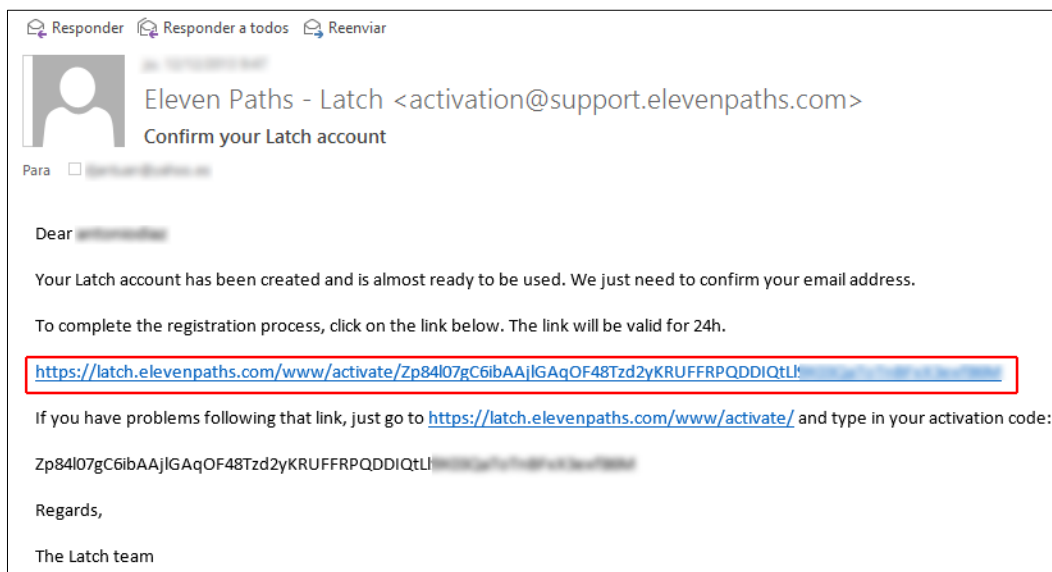 Responder Responder a todos Reenviar
Eleven Paths - Latch <activation@support.elevenpaths.com>
Confirm your Latch account
Para
Dear
Your Latch account has been created and is almost ready to be used. We just need to confirm your email address.
To complete the registration process, click on the link below. The link will be valid for 24h.
https://latch.elevenpaths.com/www/activate/Zp84l07gC6ibAAjlGAqOF48Tzd2yKRUFFRPQDDIQtLl
If you have problems following that link, just go to https://latch.elevenpaths.com/www/activate/ and type in your activation code:
Zp84l07gC6ibAAjlGAqOF48Tzd2yKRUFFRPQDDIQtLl
Regards,
The Latch team